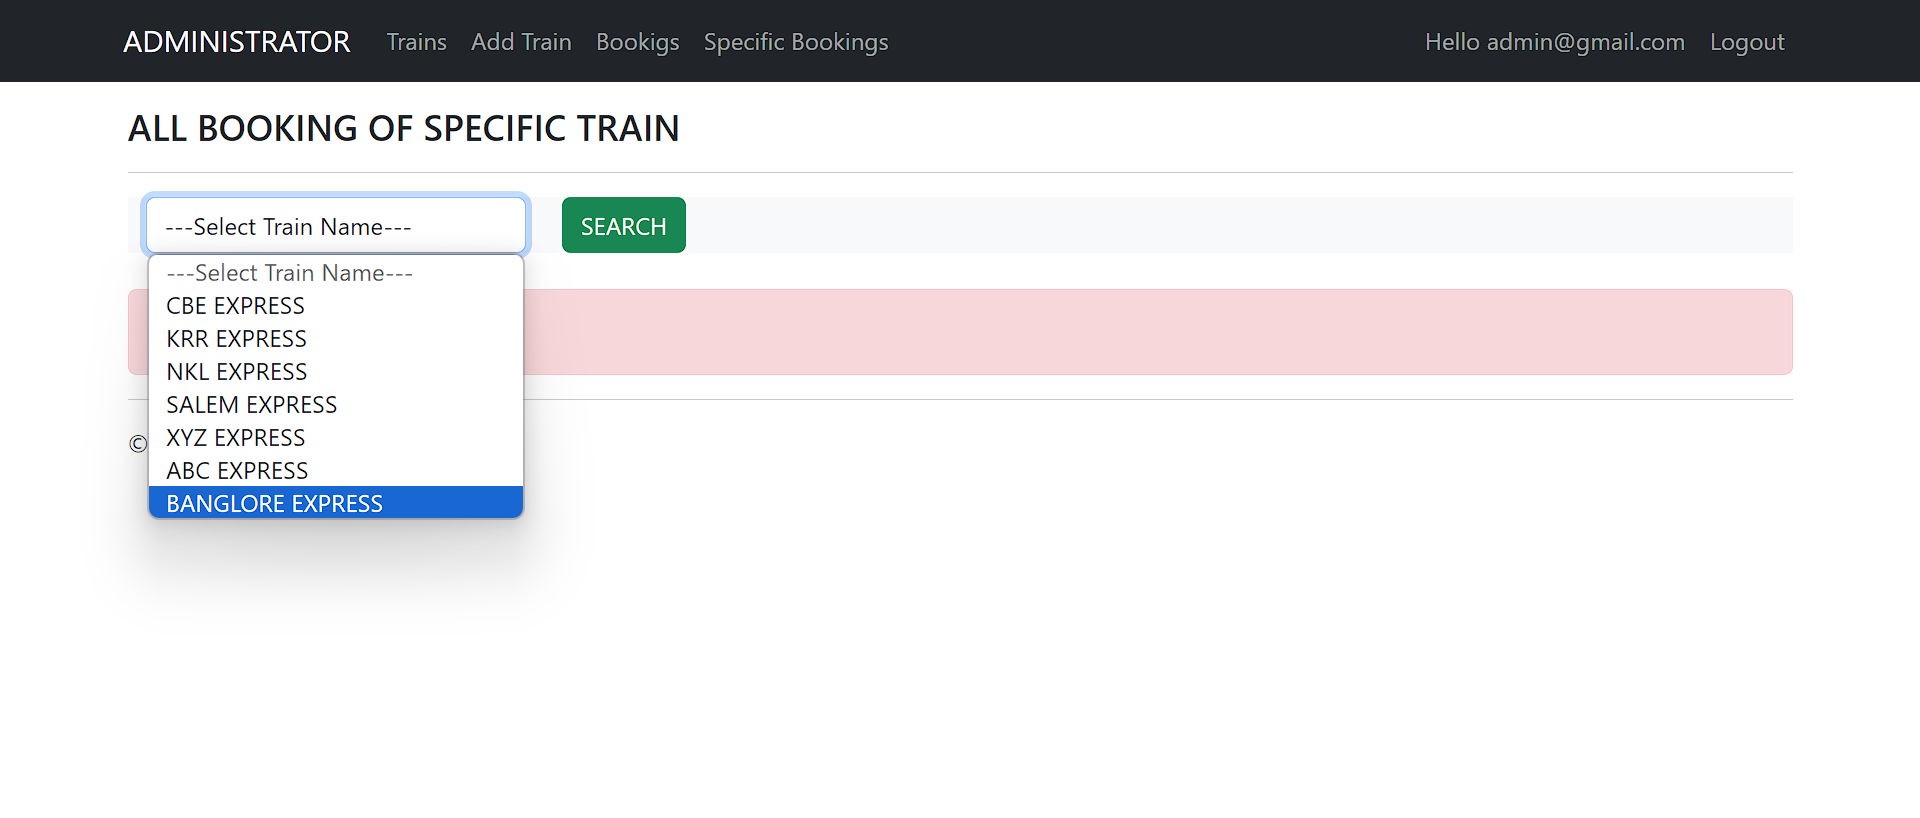 ADMINISTRATOR Trains Add Train Bookigs Specific Bookings Hello admin@gmail.com Logout
ALL BOOKING OF SPECIFIC TRAIN
---Select Train Name--- SEARCH
---Select Train Name---
CBE EXPRESS
KRR EXPRESS
NKL EXPRESS
SALEM EXPRESS
XYZ EXPRESS
©
ABC EXPRESS
BANGLORE EXPRESS